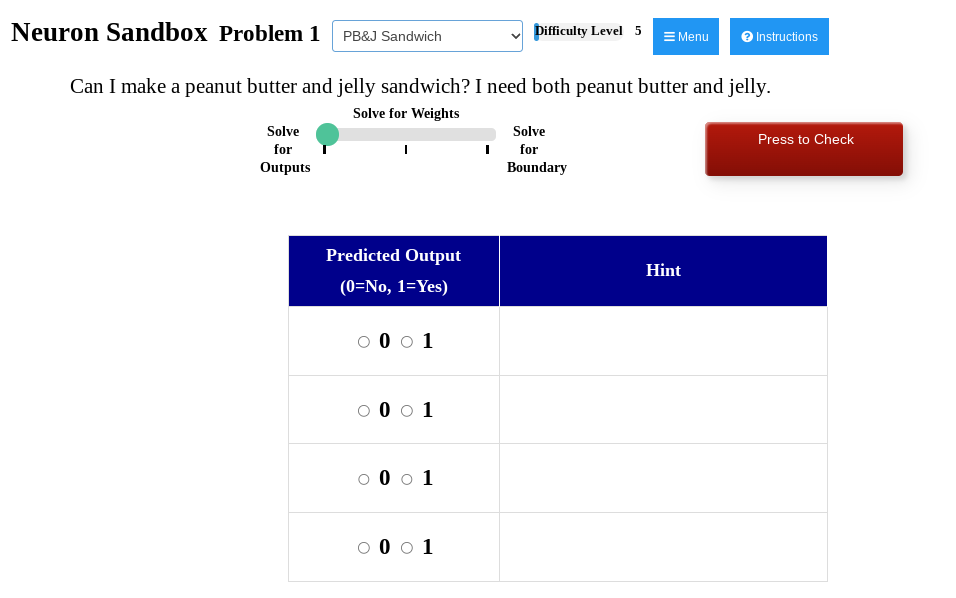 Neuron Sandbox Problem 1 PB&J Sandwich Difficulty Level 5 Menu Instructions
Can I make a peanut butter and jelly sandwich? I need both peanut butter and jelly.
Solve for Weights
Solve
for
Outputs
Solve
for
Boundary
Press to Check
Predicted Output
(0=No, 1=Yes)
Hint
0 1
0 1
0 1
0 1